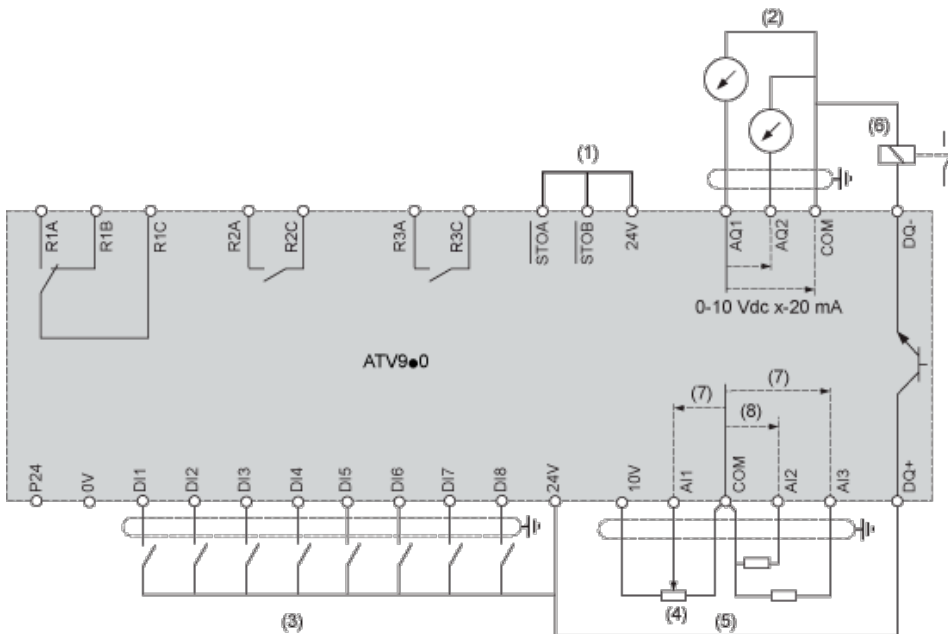 (2)
(6)
(1)
R1A R1B R1C R2A R2C R3A R3C STOA STOB 24V AQ1 AQ2 COM DQ-
0-10 Vdc x-20 mA
ATV9●0
(7)
(7)
(8)
P24 0V DI1 DI2 DI3 DI4 DI5 DI6 DI7 DI8 24V 10V AI1 COM AI2 AI3 DQ+
(3) (4) (5)